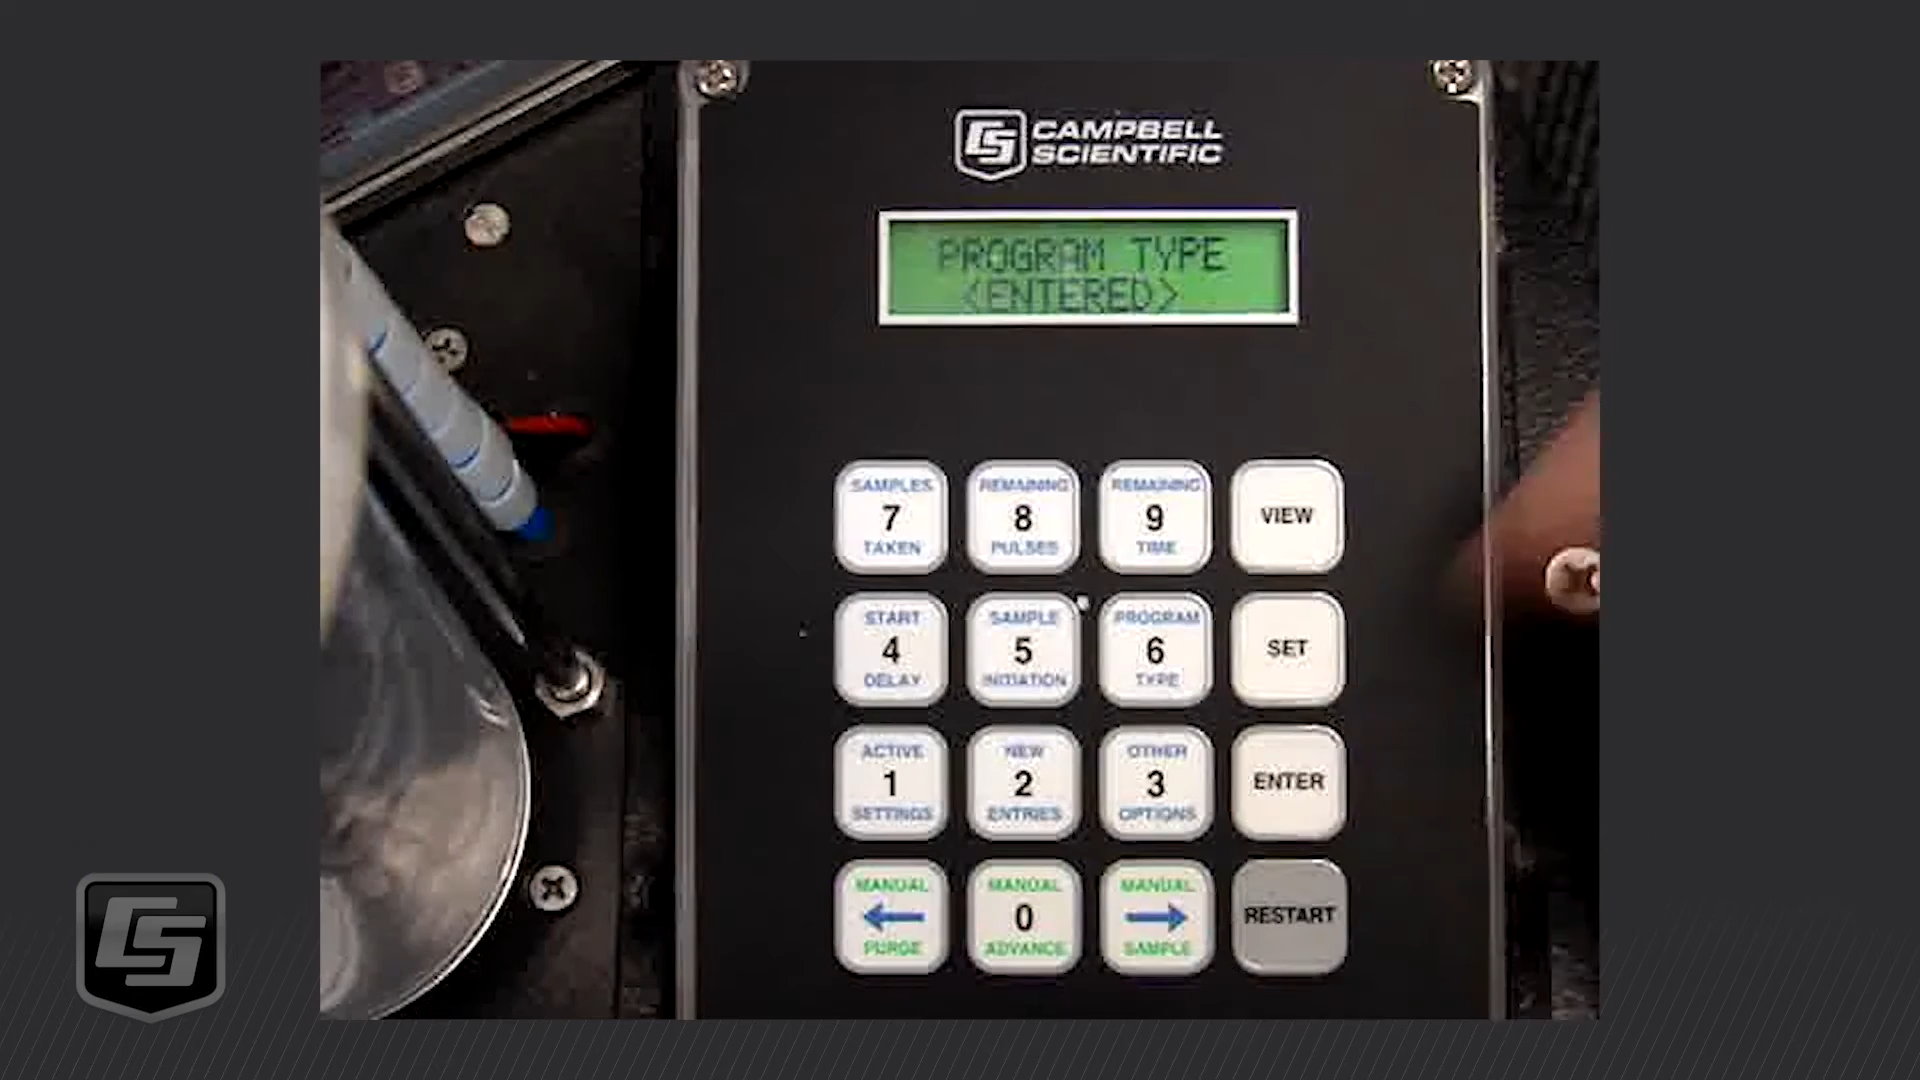 CAMPBELL
SCIENTIFIC
PROGRAM TYPE
<ENTERED>
SAMPLES
7
TAKEN
REMAINING
8
PULSES
REMAINING
9
TIME
VIEW
START
4
DELAY
SAMPLE
5
INITIATION
PROGRAM
6
TYPE
SET
ACTIVE
1
SETTINGS
NEW
2
ENTRIES
OTHER
3
OPTIONS
ENTER
MANUAL
PURGE
MANUAL
0
ADVANCE
MANUAL
SAMPLE
RESTART
CS